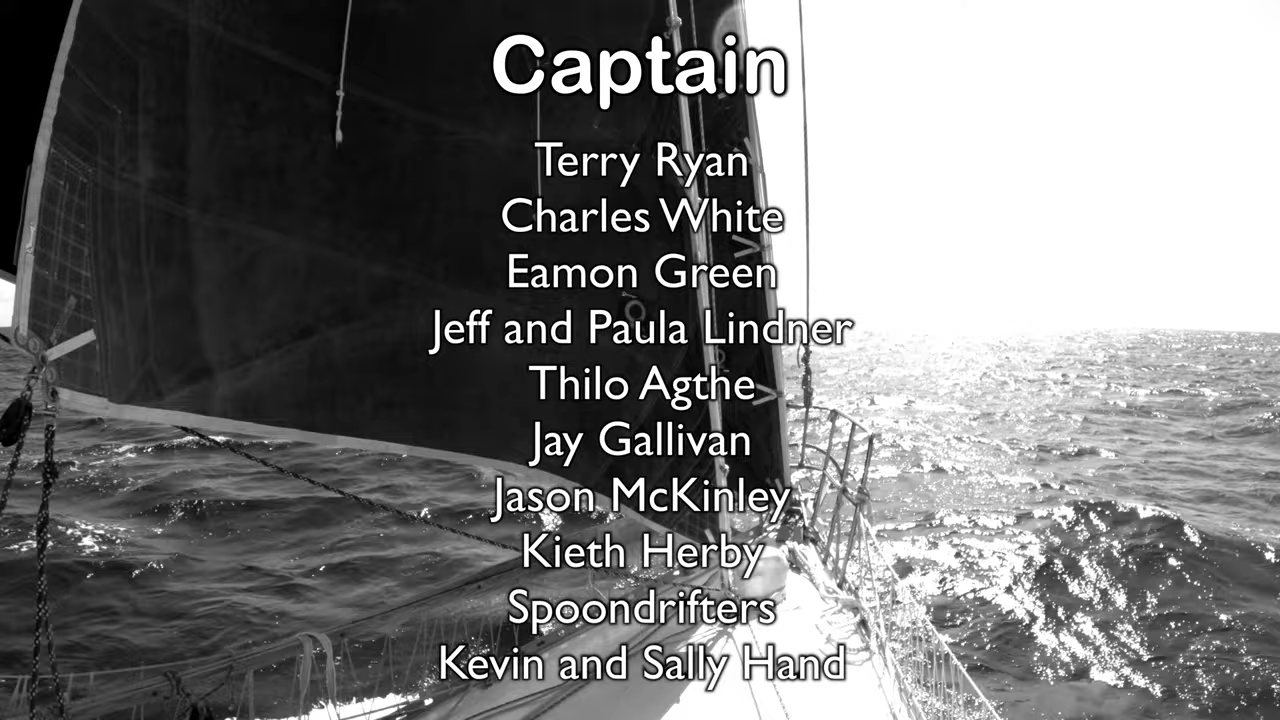 Captain
Terry Ryan
Charles White
Eamon Green
Jeff and Paula Lindner
Thilo Agthe
Jay Gallivan
Jason McKinley
Kieth Herby
Spoondrifters
Kevin and Sally Hand